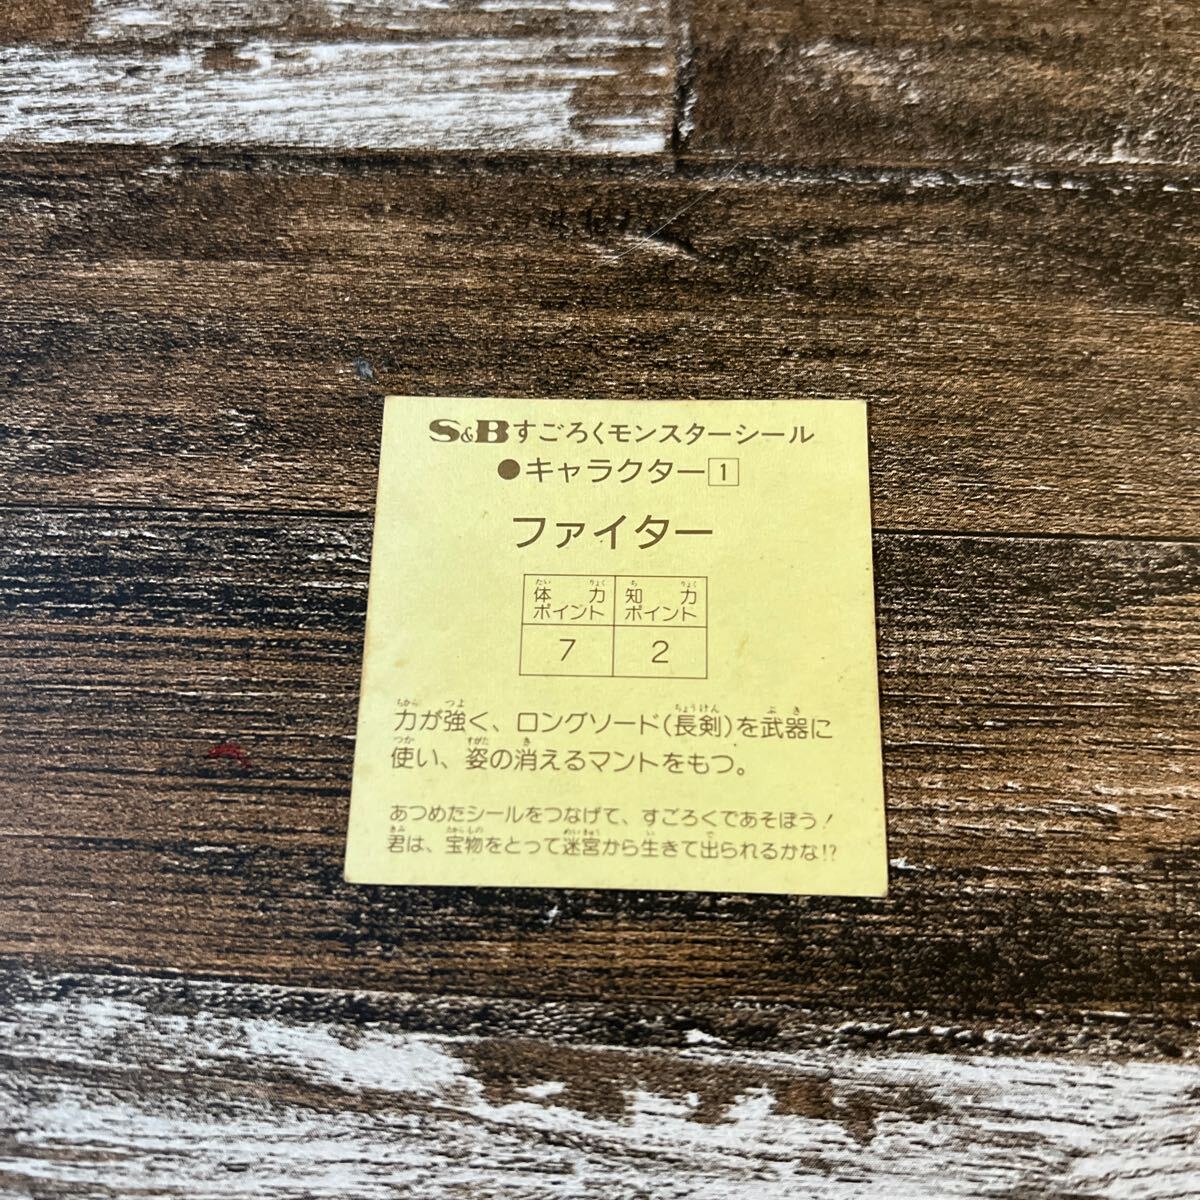 S&Bすごろくモンスターシール
●キャラクター1
ファイター
体力ポイント 知力ポイント
7 2
力が強く、ロングソード(長剣)を武器に
使い、姿の消えるマントをもつ。
あつめたシールをつなげて、すごろくであそぼう!
君は、宝物をとって迷宮から生きて出られるかな!?